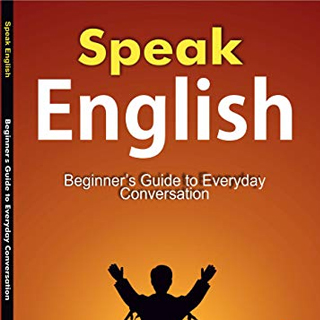 Speak English
Beginner's Guide to Everyday Conversation
Speak
English
Beginner's Guide to Everyday
Conversation